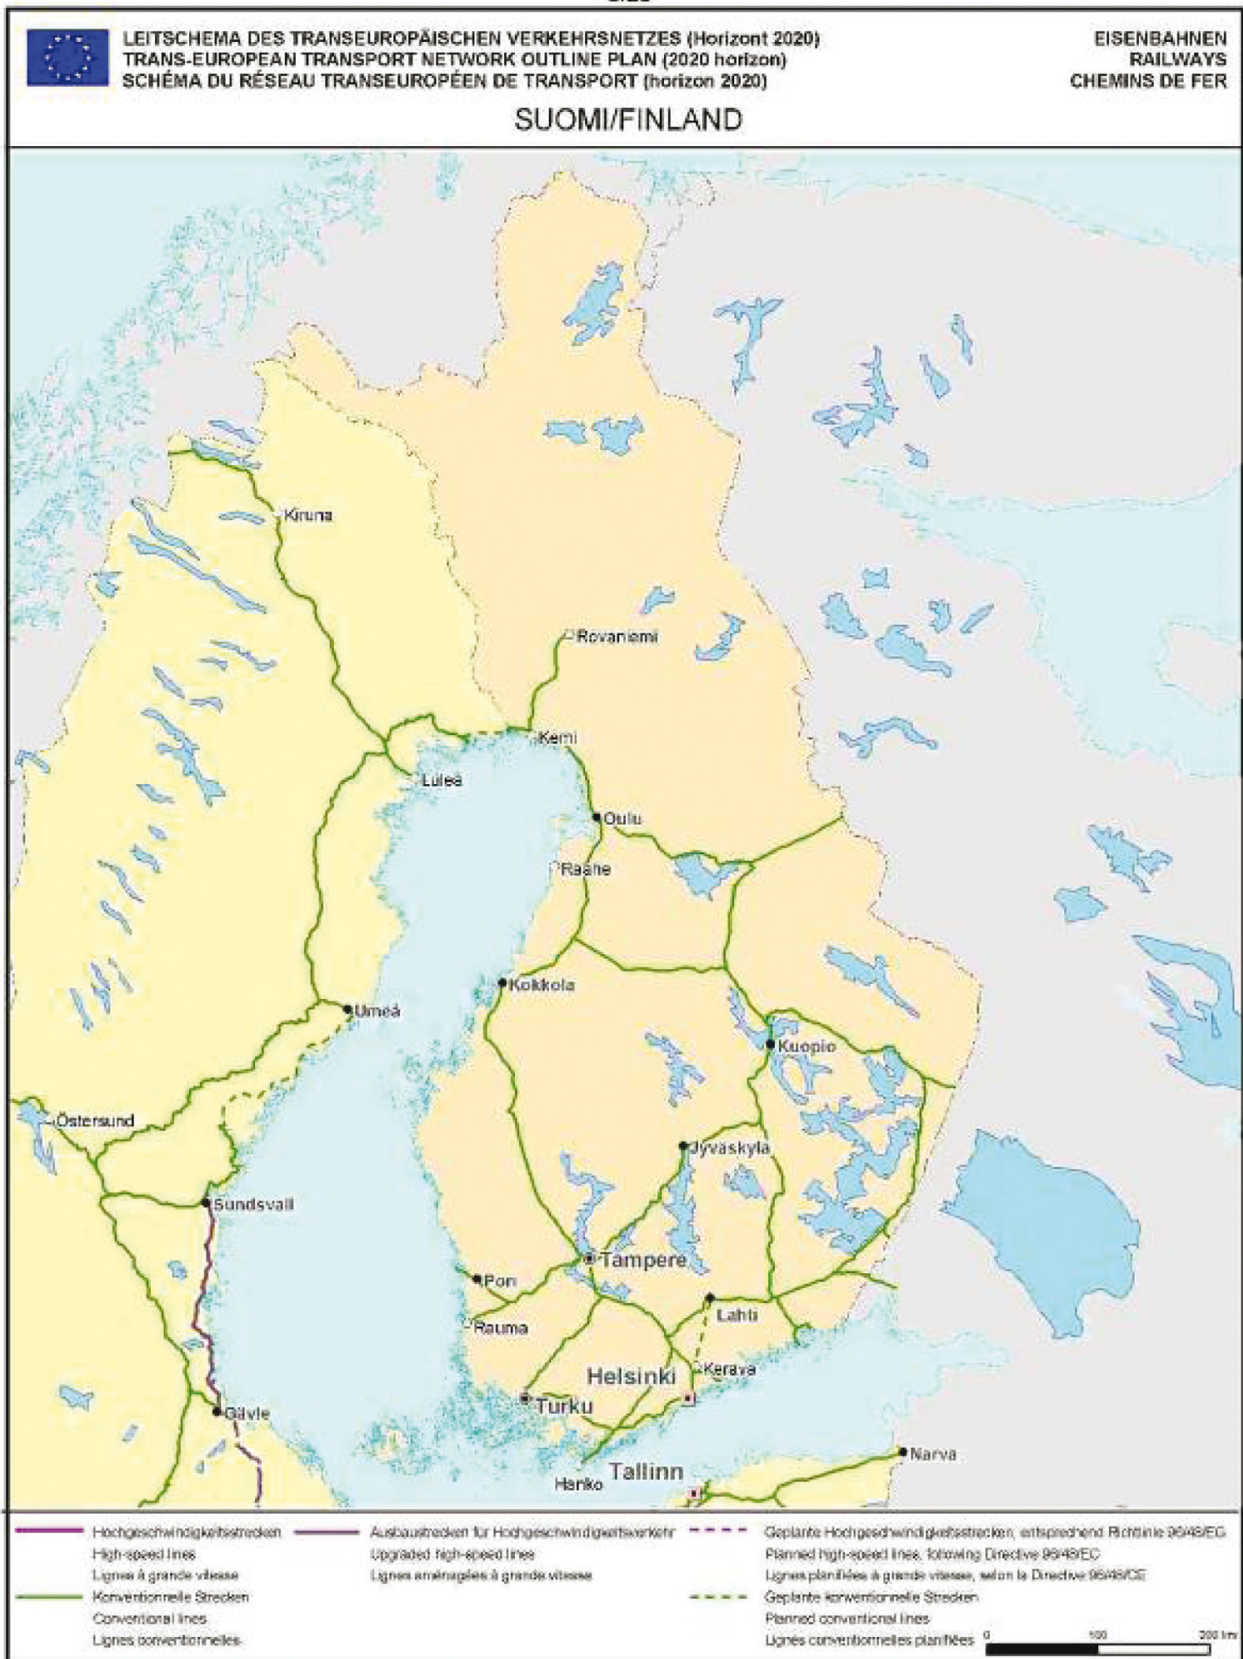 LEITSCHEMA DES TRANSEUROPÄISCHEN VERKEHRSNETZES (Horizont 2020)
TRANS-EUROPEAN TRANSPORT NETWORK OUTLINE PLAN (2020 horizon)
SCHÉMA DU RÉSEAU TRANSEUROPÉEN DE TRANSPORT (horizon 2020)
EISENBAHNEN
RAILWAYS
CHEMINS DE FER
SUOMI/FINLAND
Kiruna
Rovaniemi
Kemi
Luleå
Oulu
Raahe
Kokkola
Umeå
Kuopio
Östersund
Jyväskylä
Sundsvall
Tampere
Pori
Lahti
Rauma
Helsinki
Kerava
Turku
Gävle
Narva
Tallinn
Hanko
Hochgeschwindigkeitsstrecken
High-speed lines
Lignes à grande vitesse
Konventionelle Strecken
Conventional lines
Lignes conventionnelles
Ausbaustrecken für Hochgeschwindigkeitsverkehr
Upgraded high-speed lines
Lignes aménagées à grande vitesse
Geplante Hochgeschwindigkeitsstrecken, entsprechend Richtlinie 96/48/EG
Planned high-speed lines, following Directive 96/48/EC
Lignes planifiées à grande vitesse, selon la Directive 96/48/CE
Geplante konventionelle Strecken
Planned conventional lines
Lignes conventionnelles planifiées
0 100 200 km